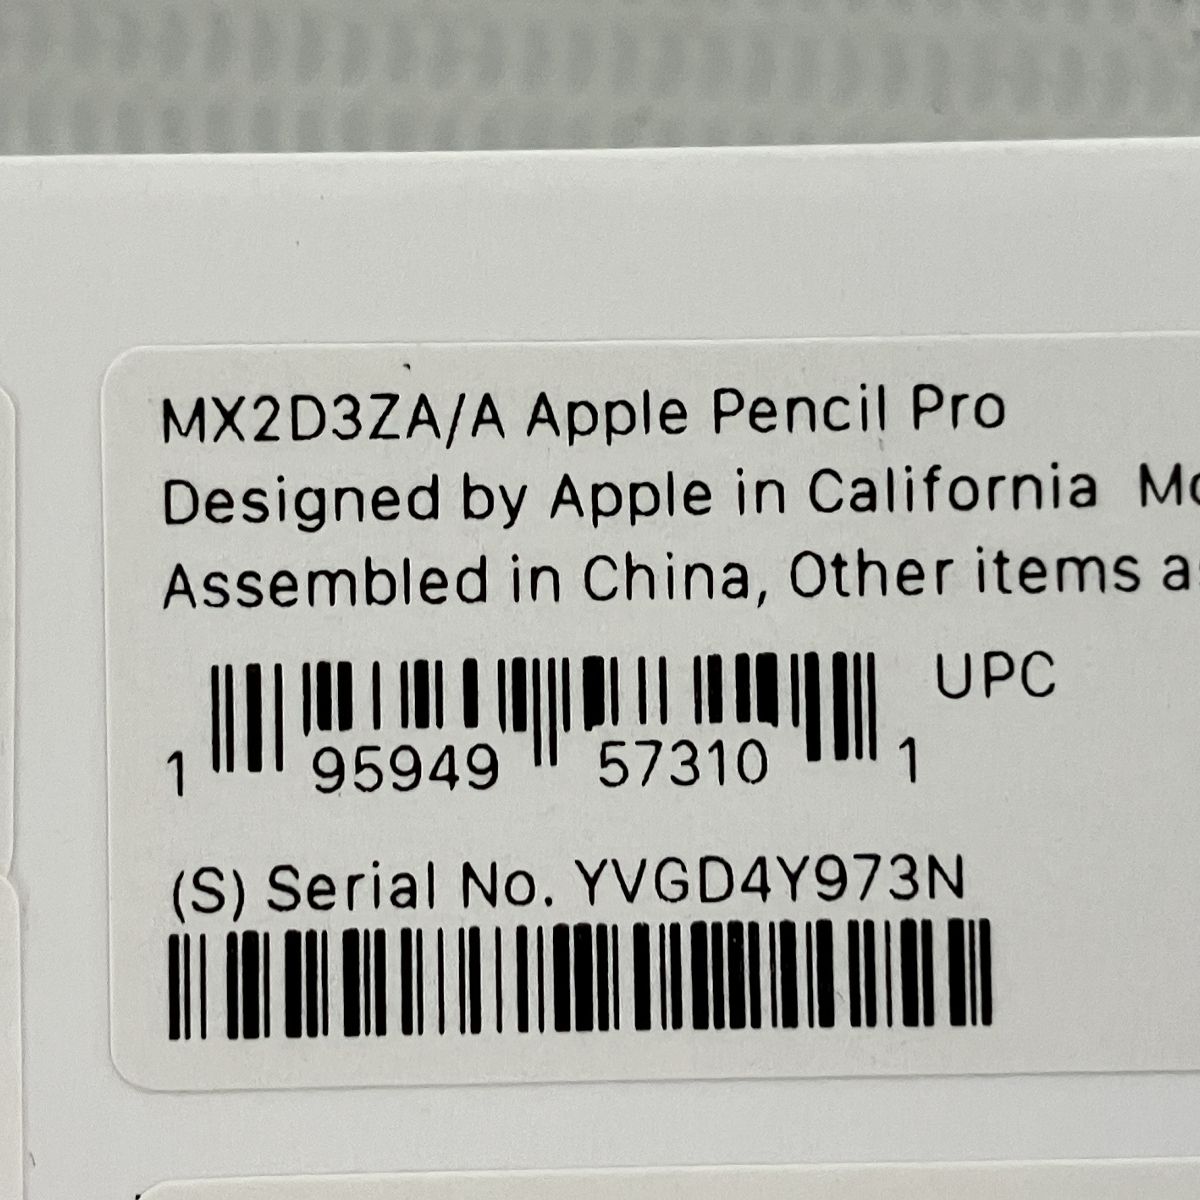 MX2D3ZA/A Apple Pencil Pro
Designed by Apple in California
Assembled in China, Other items
UPC
1 95949 57310 1
(S) Serial No. YVGD4Y973N